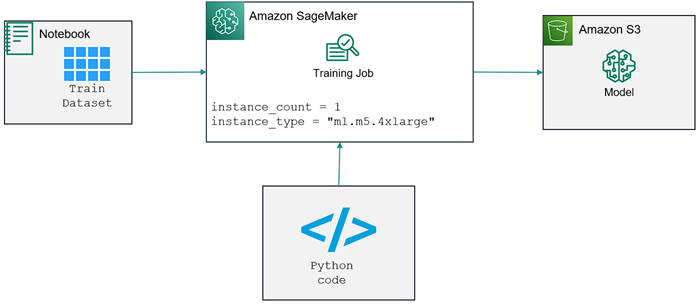 Notebook
Train
Dataset
Amazon SageMaker
Training Job
instance_count = 1
instance_type = "ml.m5.4xlarge"
Amazon S3
Model
Python
code